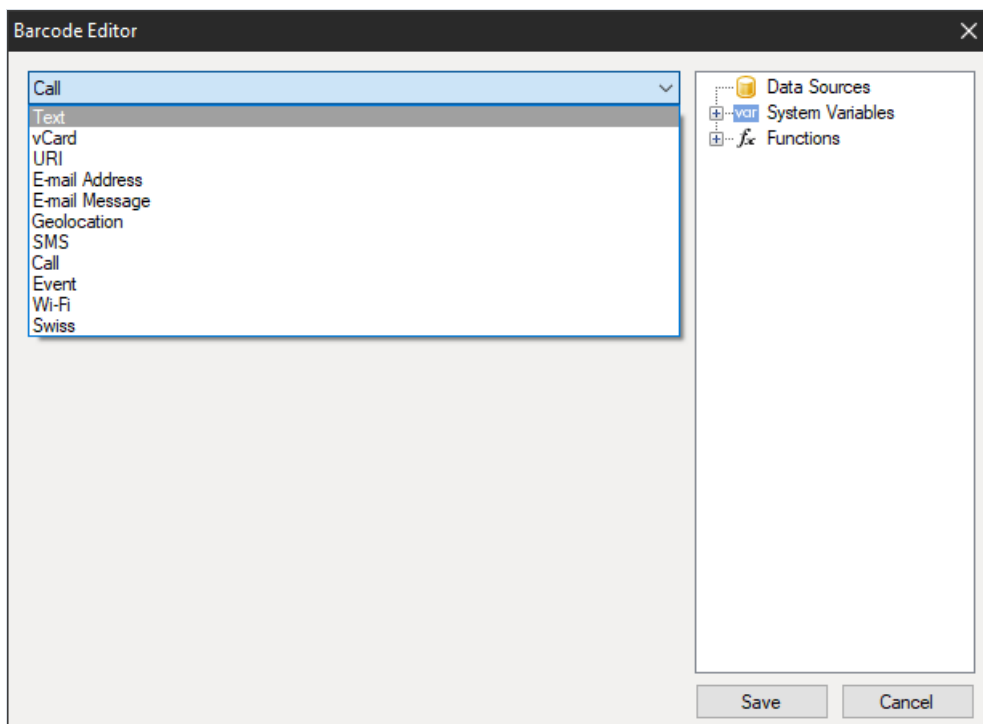 Barcode Editor
Call
Text
vCard
URI
E-mail Address
E-mail Message
Geolocation
SMS
Call
Event
Wi-Fi
Swiss
Data Sources
var System Variables
fx Functions
Save
Cancel